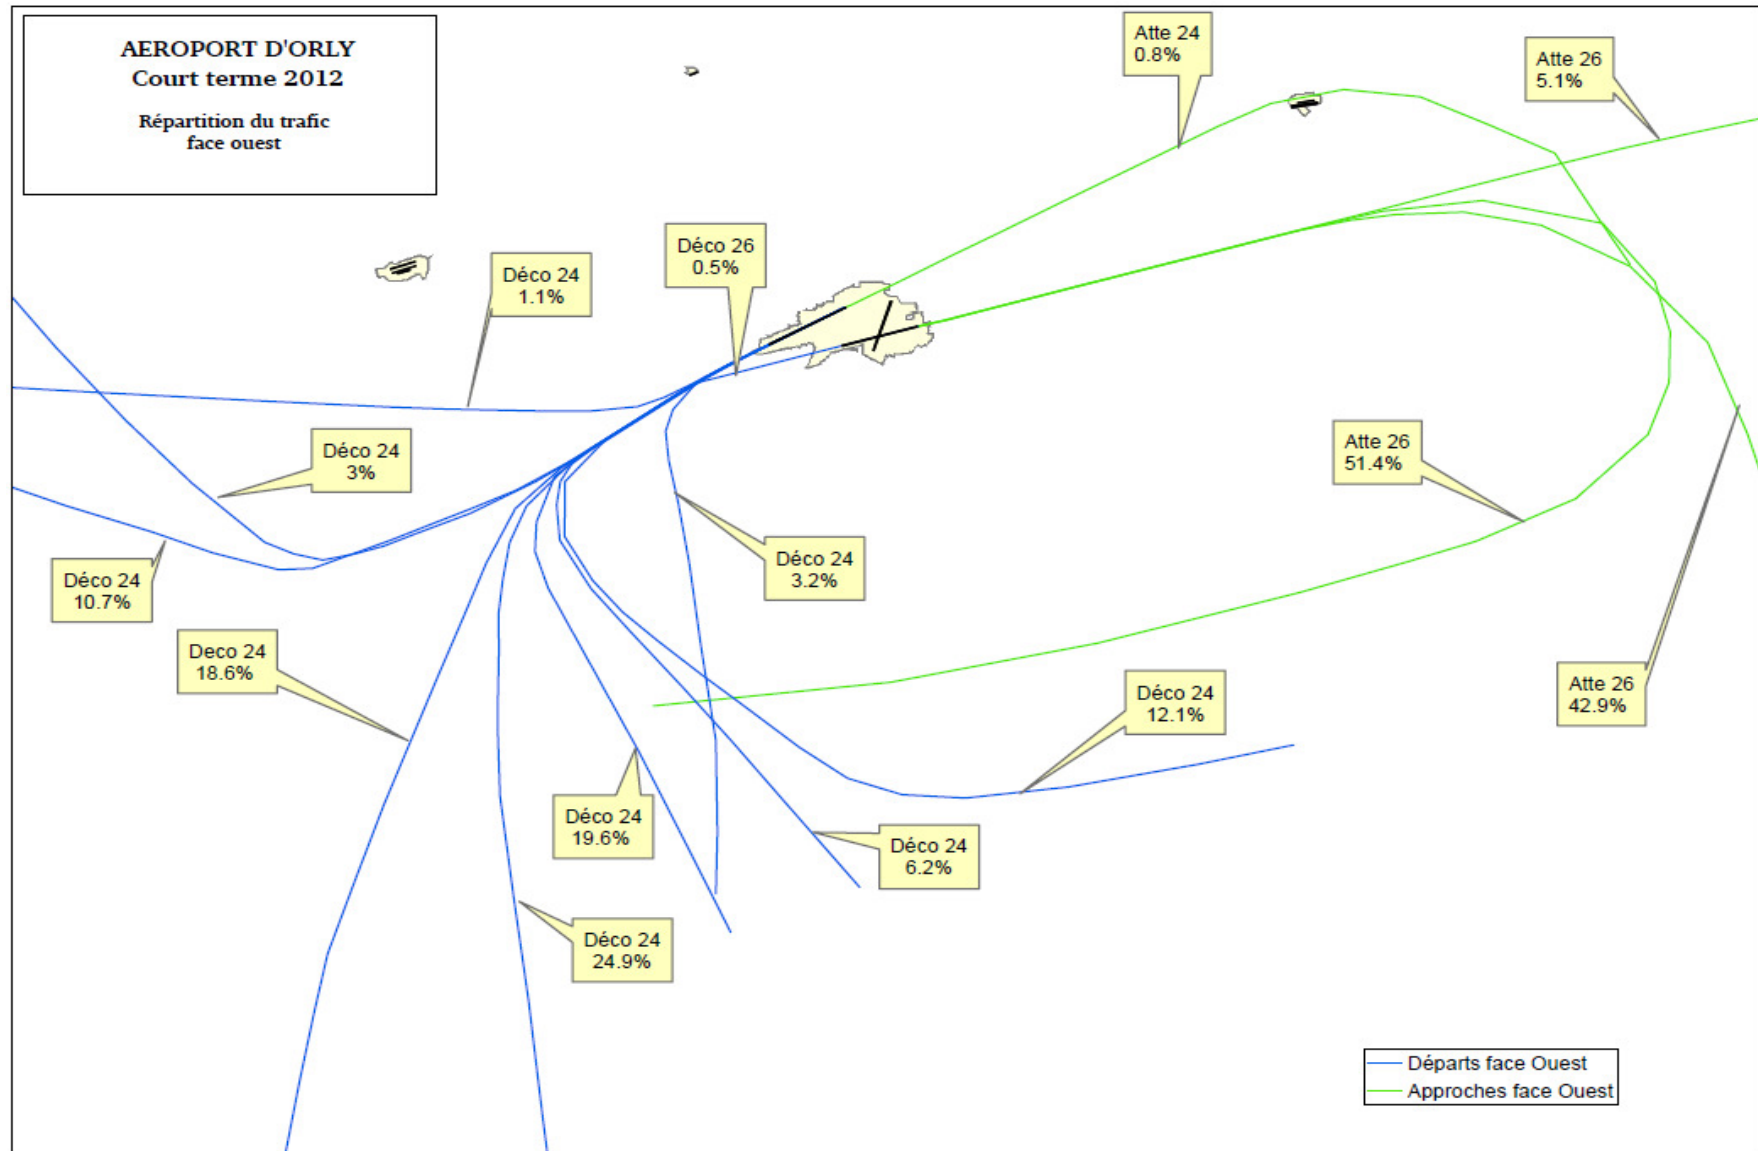 AEROPORT D'ORLY
Court terme 2012
Répartition du trafic
face ouest
Atte 24
0.8%
Atte 26
5.1%
Déco 26
0.5%
Déco 24
1.1%
Déco 24
3%
Atte 26
51.4%
Déco 24
3.2%
Déco 24
10.7%
Deco 24
18.6%
Déco 24
12.1%
Atte 26
42.9%
Déco 24
19.6%
Déco 24
6.2%
Déco 24
24.9%
Départs face Ouest
Approches face Ouest